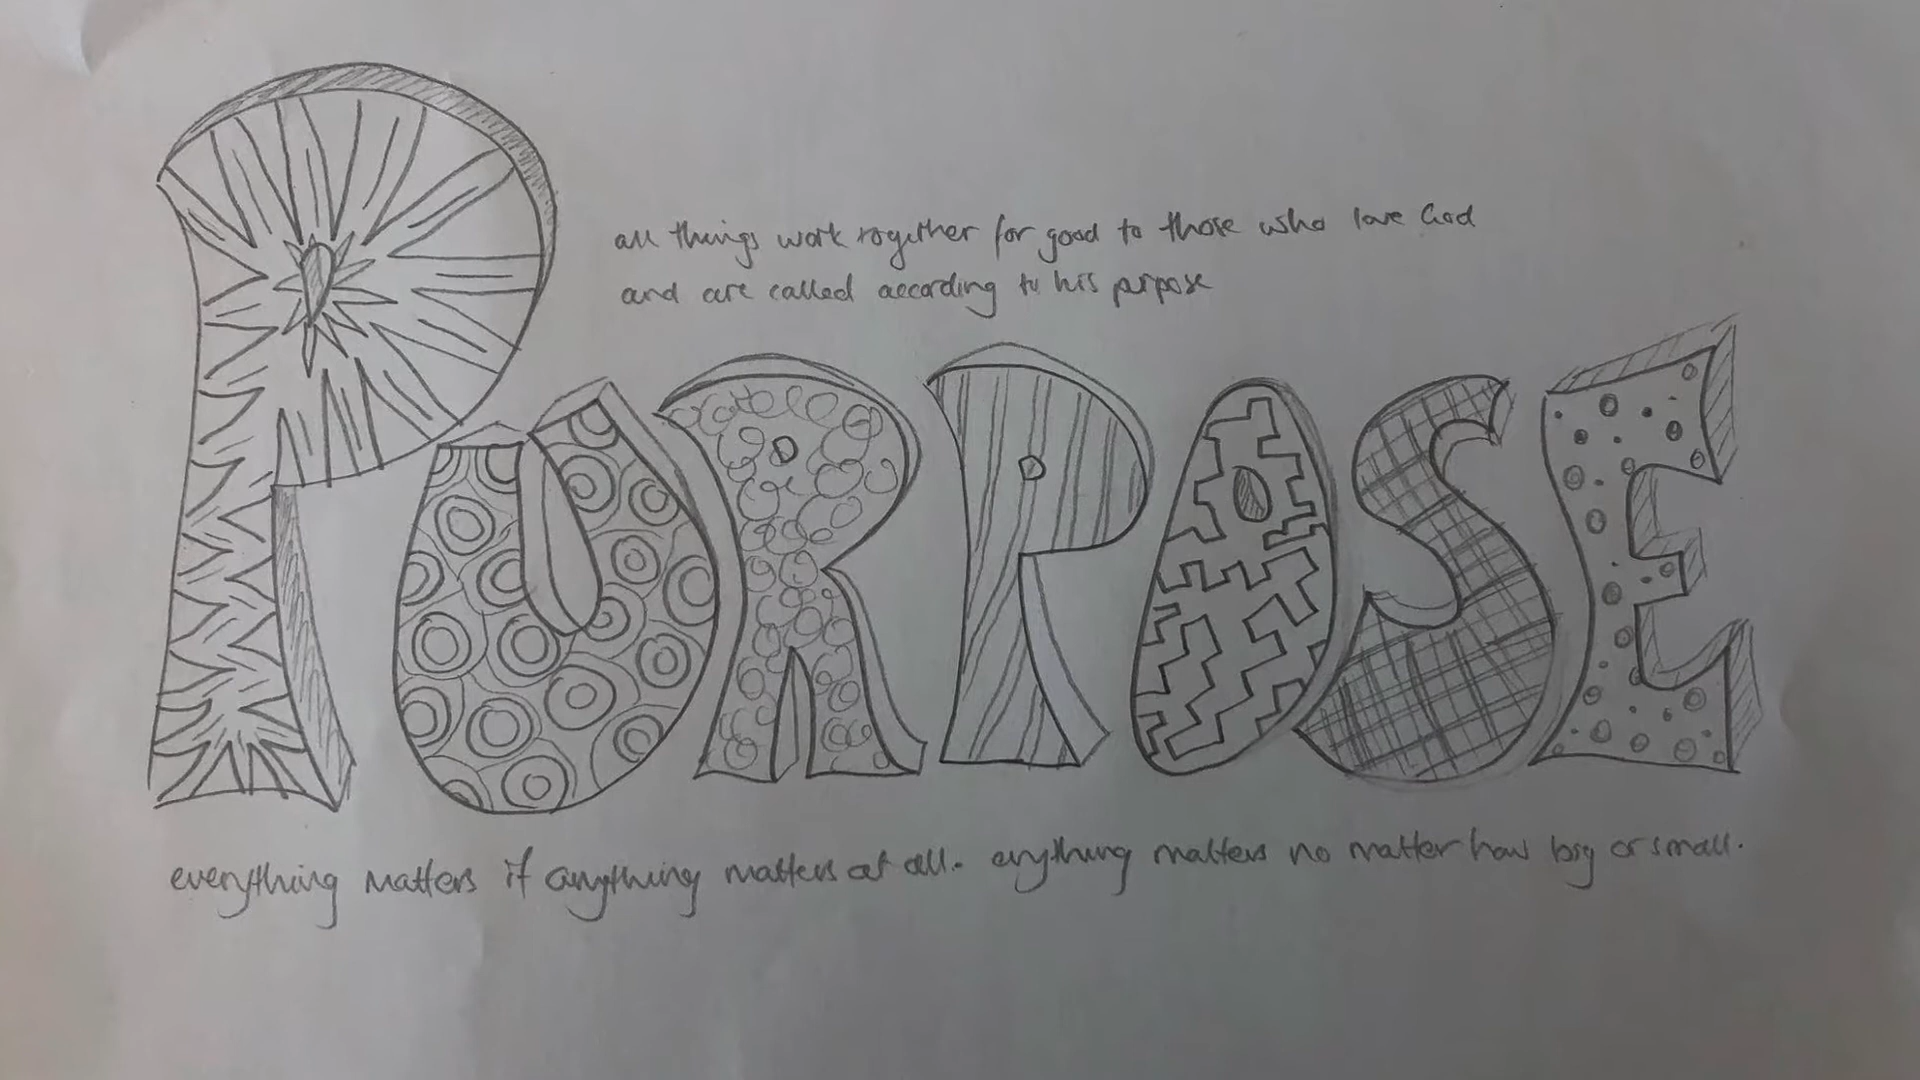 all things work together for good to those who love God
and are called according to his purpose
PURPOSE
everything matters if anything matters at all. anything matters no matter how big or small.